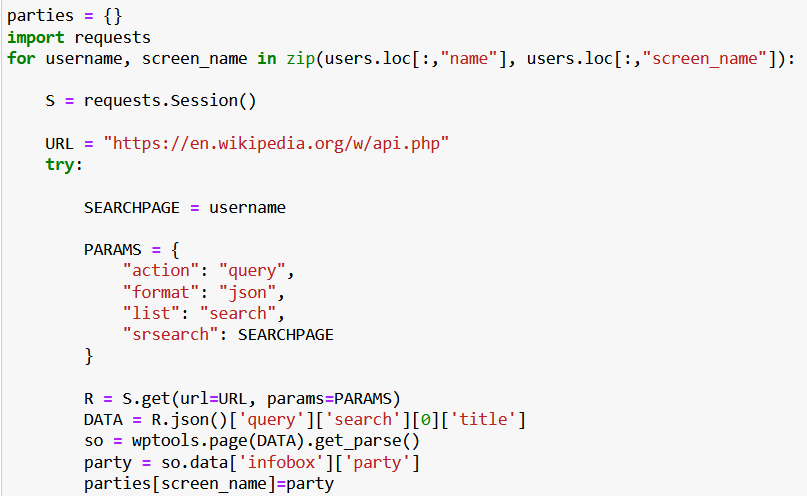 parties = {}
import requests
for username, screen_name in zip(users.loc[:,"name"], users.loc[:,"screen_name"]):
S = requests.Session()
URL = "https://en.wikipedia.org/w/api.php"
try:
SEARCHPAGE = username
PARAMS = {
"action": "query",
"format": "json",
"list": "search",
"srsearch": SEARCHPAGE
}
R = S.get(url=URL, params=PARAMS)
DATA = R.json()['query']['search'][0]['title']
so = wptools.page(DATA).get_parse()
party = so.data['infobox']['party']
parties[screen_name]=party